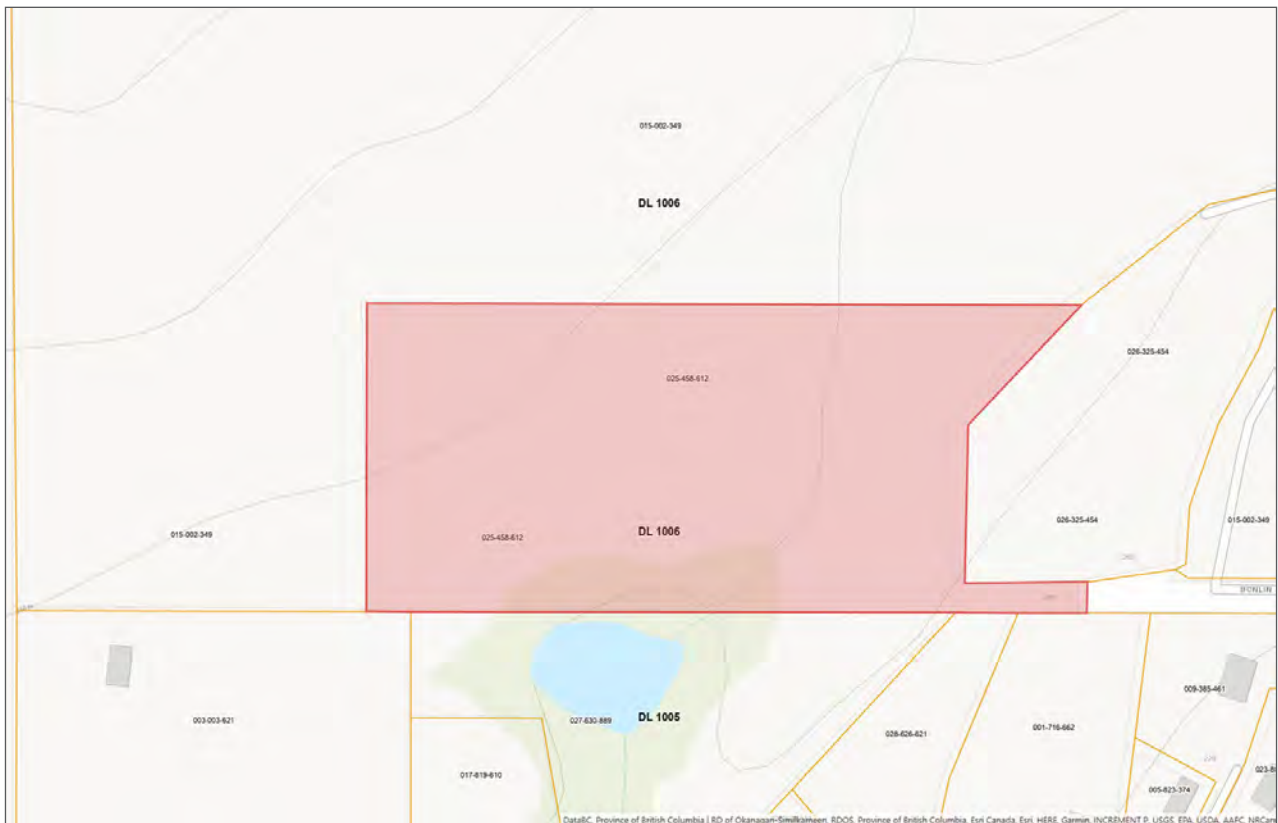 015-002-349
DL 1006
026-325-454
025-458-612
026-325-454
015-002-349
015-002-349
025-458-612
DL 1006
DUNLIN
003-003-621
027-630-889
DL 1005
028-626-621
001-716-662
009-385-461
017-819-610
005-823-374
DataBC, Province of British Columbia | RD of Okanagan-Similkameen, RDOS, Province of British Columbia, Esri Canada, Esri, HERE, Garmin, INCREMENT P, USGS, EPA, USDA, AAFC, NRCan